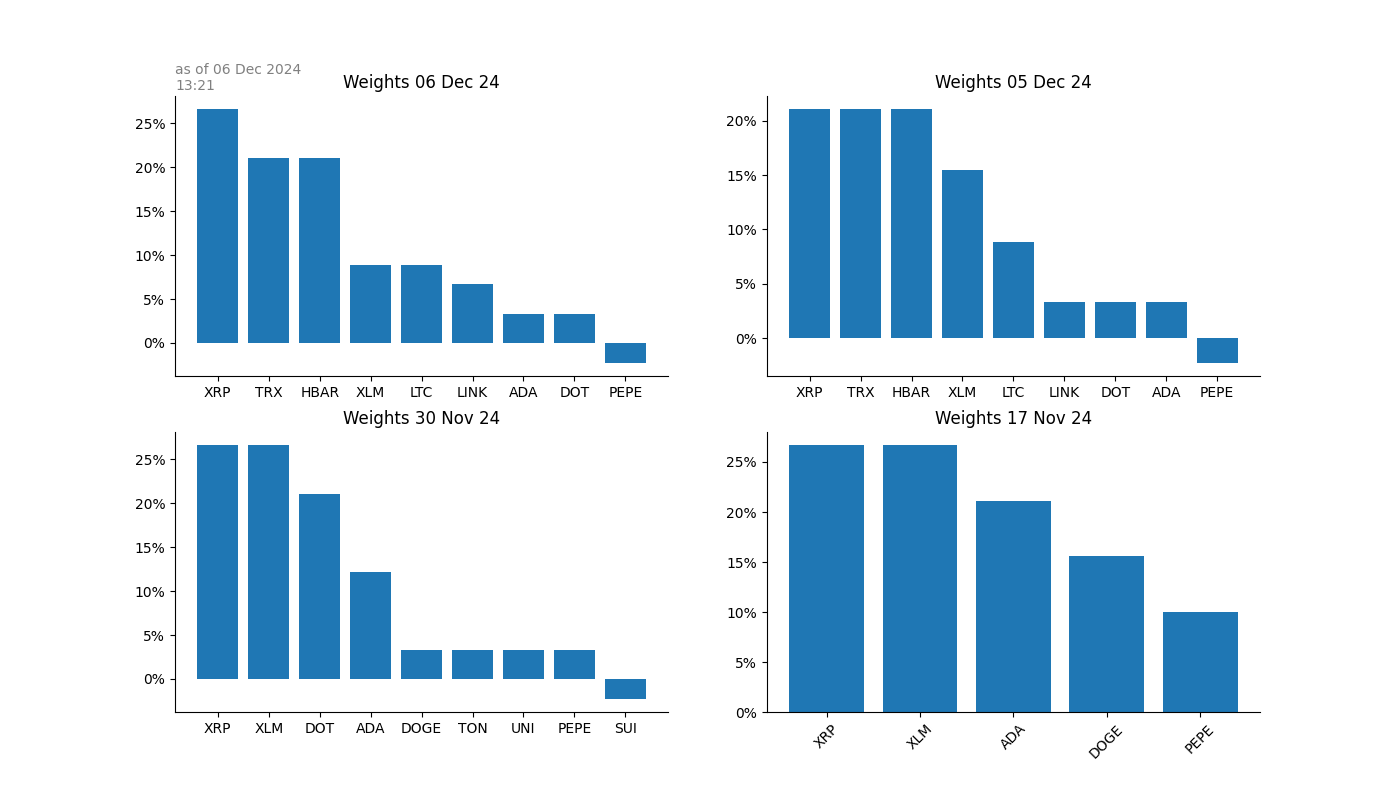 as of 06 Dec 2024
13:21
Weights 06 Dec 24
25%
20%
15%
10%
5%
0%
XRP TRX HBAR XLM LTC LINK ADA DOT PEPE
Weights 05 Dec 24
20%
15%
10%
5%
0%
XRP TRX HBAR XLM LTC LINK DOT ADA PEPE
Weights 30 Nov 24
25%
20%
15%
10%
5%
0%
XRP XLM DOT ADA DOGE TON UNI PEPE SUI
Weights 17 Nov 24
25%
20%
15%
10%
5%
0%
XRP XLM ADA DOGE PEPE